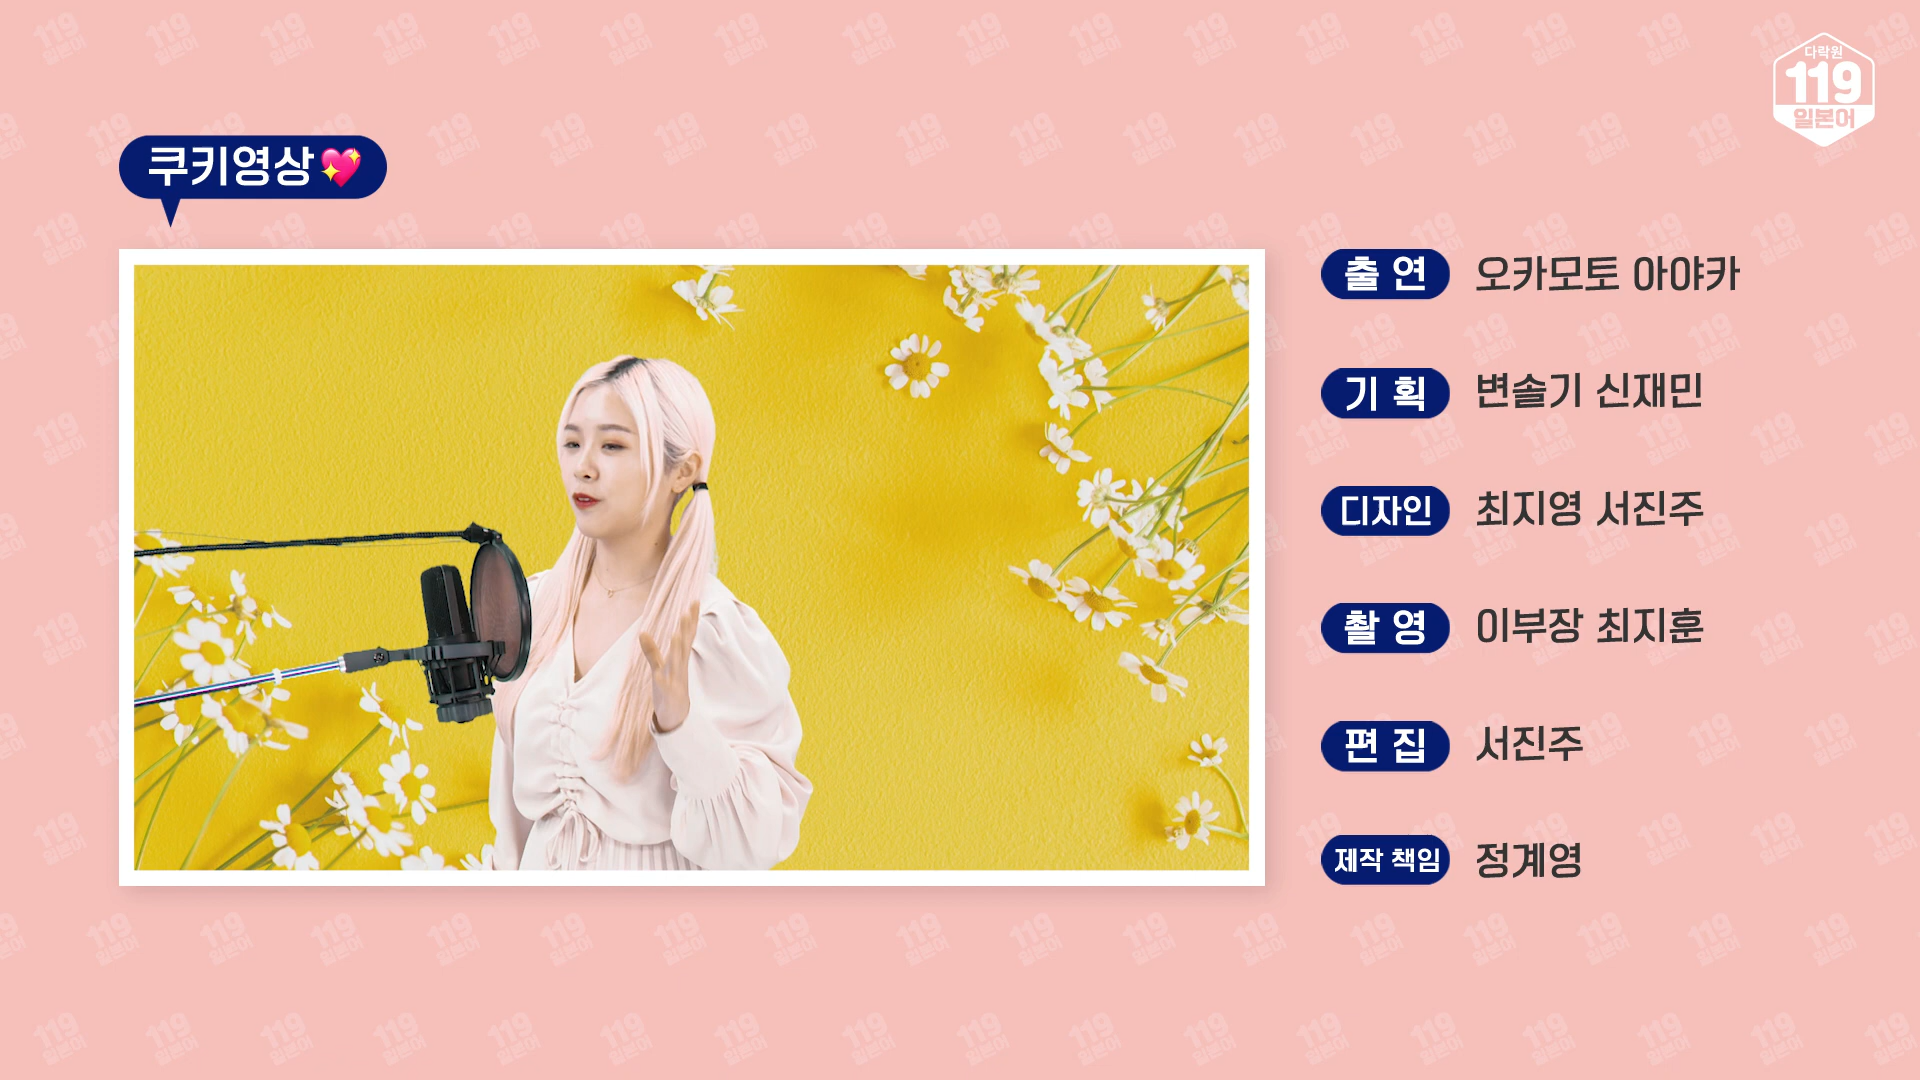 다락원
119
일본어
쿠키영상💖
출 연 오카모토 아야카
기 획 변솔기 신재민
디자인 최지영 서진주
촬 영 이부장 최지훈
편 집 서진주
제작 책임 정계영